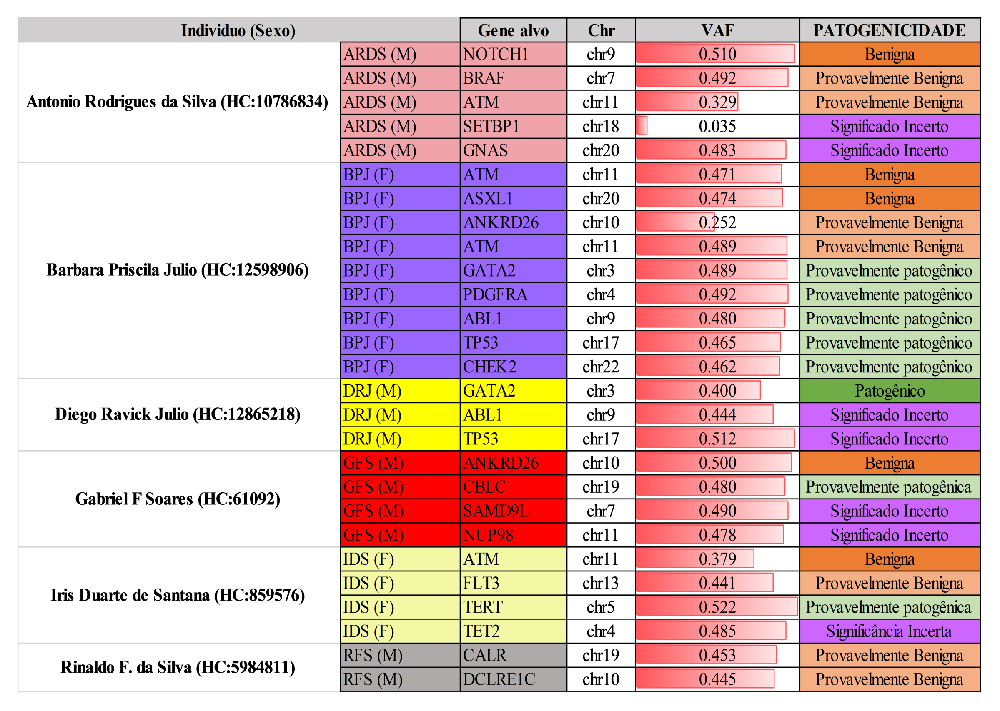 Individuo (Sexo) Gene alvo Chr VAF PATOGENICIDADE
Antonio Rodrigues da Silva (HC:10786834)
ARDS (M) NOTCH1 chr9 0.510 Benigna
ARDS (M) BRAF chr7 0.492 Provavelmente Benigna
ARDS (M) ATM chr11 0.329 Provavelmente Benigna
ARDS (M) SETBP1 chr18 0.035 Significado Incerto
ARDS (M) GNAS chr20 0.483 Significado Incerto
Barbara Priscila Julio (HC:12598906)
BPJ (F) ATM chr11 0.471 Benigna
BPJ (F) ASXL1 chr20 0.474 Benigna
BPJ (F) ANKRD26 chr10 0.252 Provavelmente Benigna
BPJ (F) ATM chr11 0.489 Provavelmente Benigna
BPJ (F) GATA2 chr3 0.489 Provavelmente patogênico
BPJ (F) PDGFRA chr4 0.492 Provavelmente patogênico
BPJ (F) ABL1 chr9 0.480 Provavelmente patogênico
BPJ (F) TP53 chr17 0.465 Provavelmente patogênico
BPJ (F) CHEK2 chr22 0.462 Provavelmente patogênico
Diego Ravick Julio (HC:12865218)
DRJ (M) GATA2 chr3 0.400 Patogênico
DRJ (M) ABL1 chr9 0.444 Significado Incerto
DRJ (M) TP53 chr17 0.512 Significado Incerto
Gabriel F Soares (HC:61092)
GFS (M) ANKRD26 chr10 0.500 Benigna
GFS (M) CBLC chr19 0.480 Provavelmente patogênica
GFS (M) SAMD9L chr7 0.490 Significado Incerto
GFS (M) NUP98 chr11 0.478 Significado Incerto
Iris Duarte de Santana (HC:859576)
IDS (F) ATM chr11 0.379 Benigna
IDS (F) FLT3 chr13 0.441 Provavelmente Benigna
IDS (F) TERT chr5 0.522 Provavelmente patogênica
IDS (F) TET2 chr4 0.485 Significância Incerta
Rinaldo F. da Silva (HC:5984811)
RFS (M) CALR chr19 0.453 Provavelmente Benigna
RFS (M) DCLRE1C chr10 0.445 Provavelmente Benigna